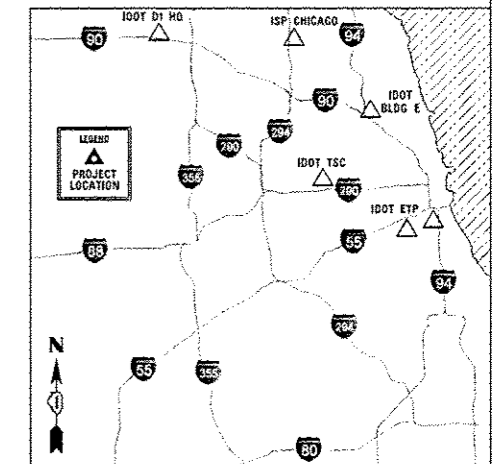 IDOT D1 HQ
ISP CHICAGO
90
94
90
IDOT
BLDG E
294
LEGEND
PROJECT
LOCATION
290
355
IDOT TSC
290
IDOT ETP
55
88
94
294
N
55
355
80